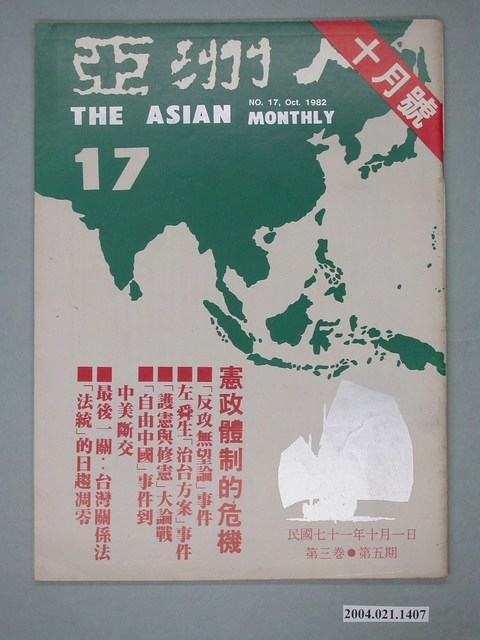 亞洲人
十月號
NO. 17, Oct. 1982
THE ASIAN MONTHLY
17
憲政體制的危機
■「反攻無望論」事件
■左舜生「治台方案」事件
■「護憲與修憲」大論戰
■「自由中國」事件到
中美斷交
■最後一關：台灣關係法
■「法統」的日趨凋零
民國七十一年十月一日
第三卷●第五期
2004.021.1407